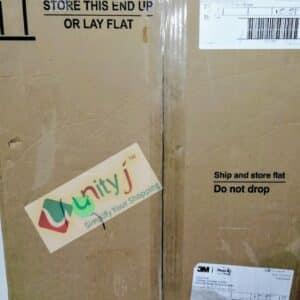 STORE THIS END UP
OR LAY FLAT
Unity J™
Simplify Your Shopping
Ship and store flat
Do not drop
3M